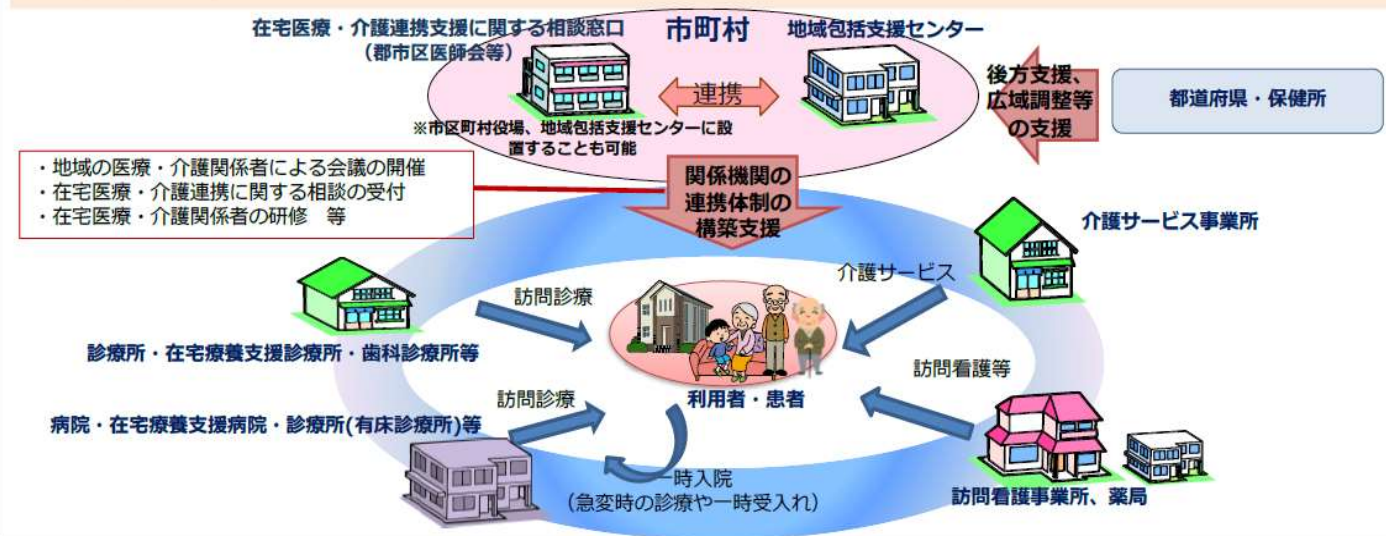 在宅医療・介護連携支援に関する相談窓口
（郡市区医師会等）
市町村
地域包括支援センター
連携
※市区町村役場、地域包括支援センターに設
置することも可能
後方支援、
広域調整等
の支援
都道府県・保健所
・地域の医療・介護関係者による会議の開催
・在宅医療・介護連携に関する相談の受付
・在宅医療・介護関係者の研修　等
関係機関の
連携体制の
構築支援
介護サービス事業所
訪問診療
介護サービス
診療所・在宅療養支援診療所・歯科診療所等
訪問看護等
利用者・患者
訪問診療
病院・在宅療養支援病院・診療所(有床診療所)等
一時入院
（急変時の診療や一時受入れ）
訪問看護事業所、薬局